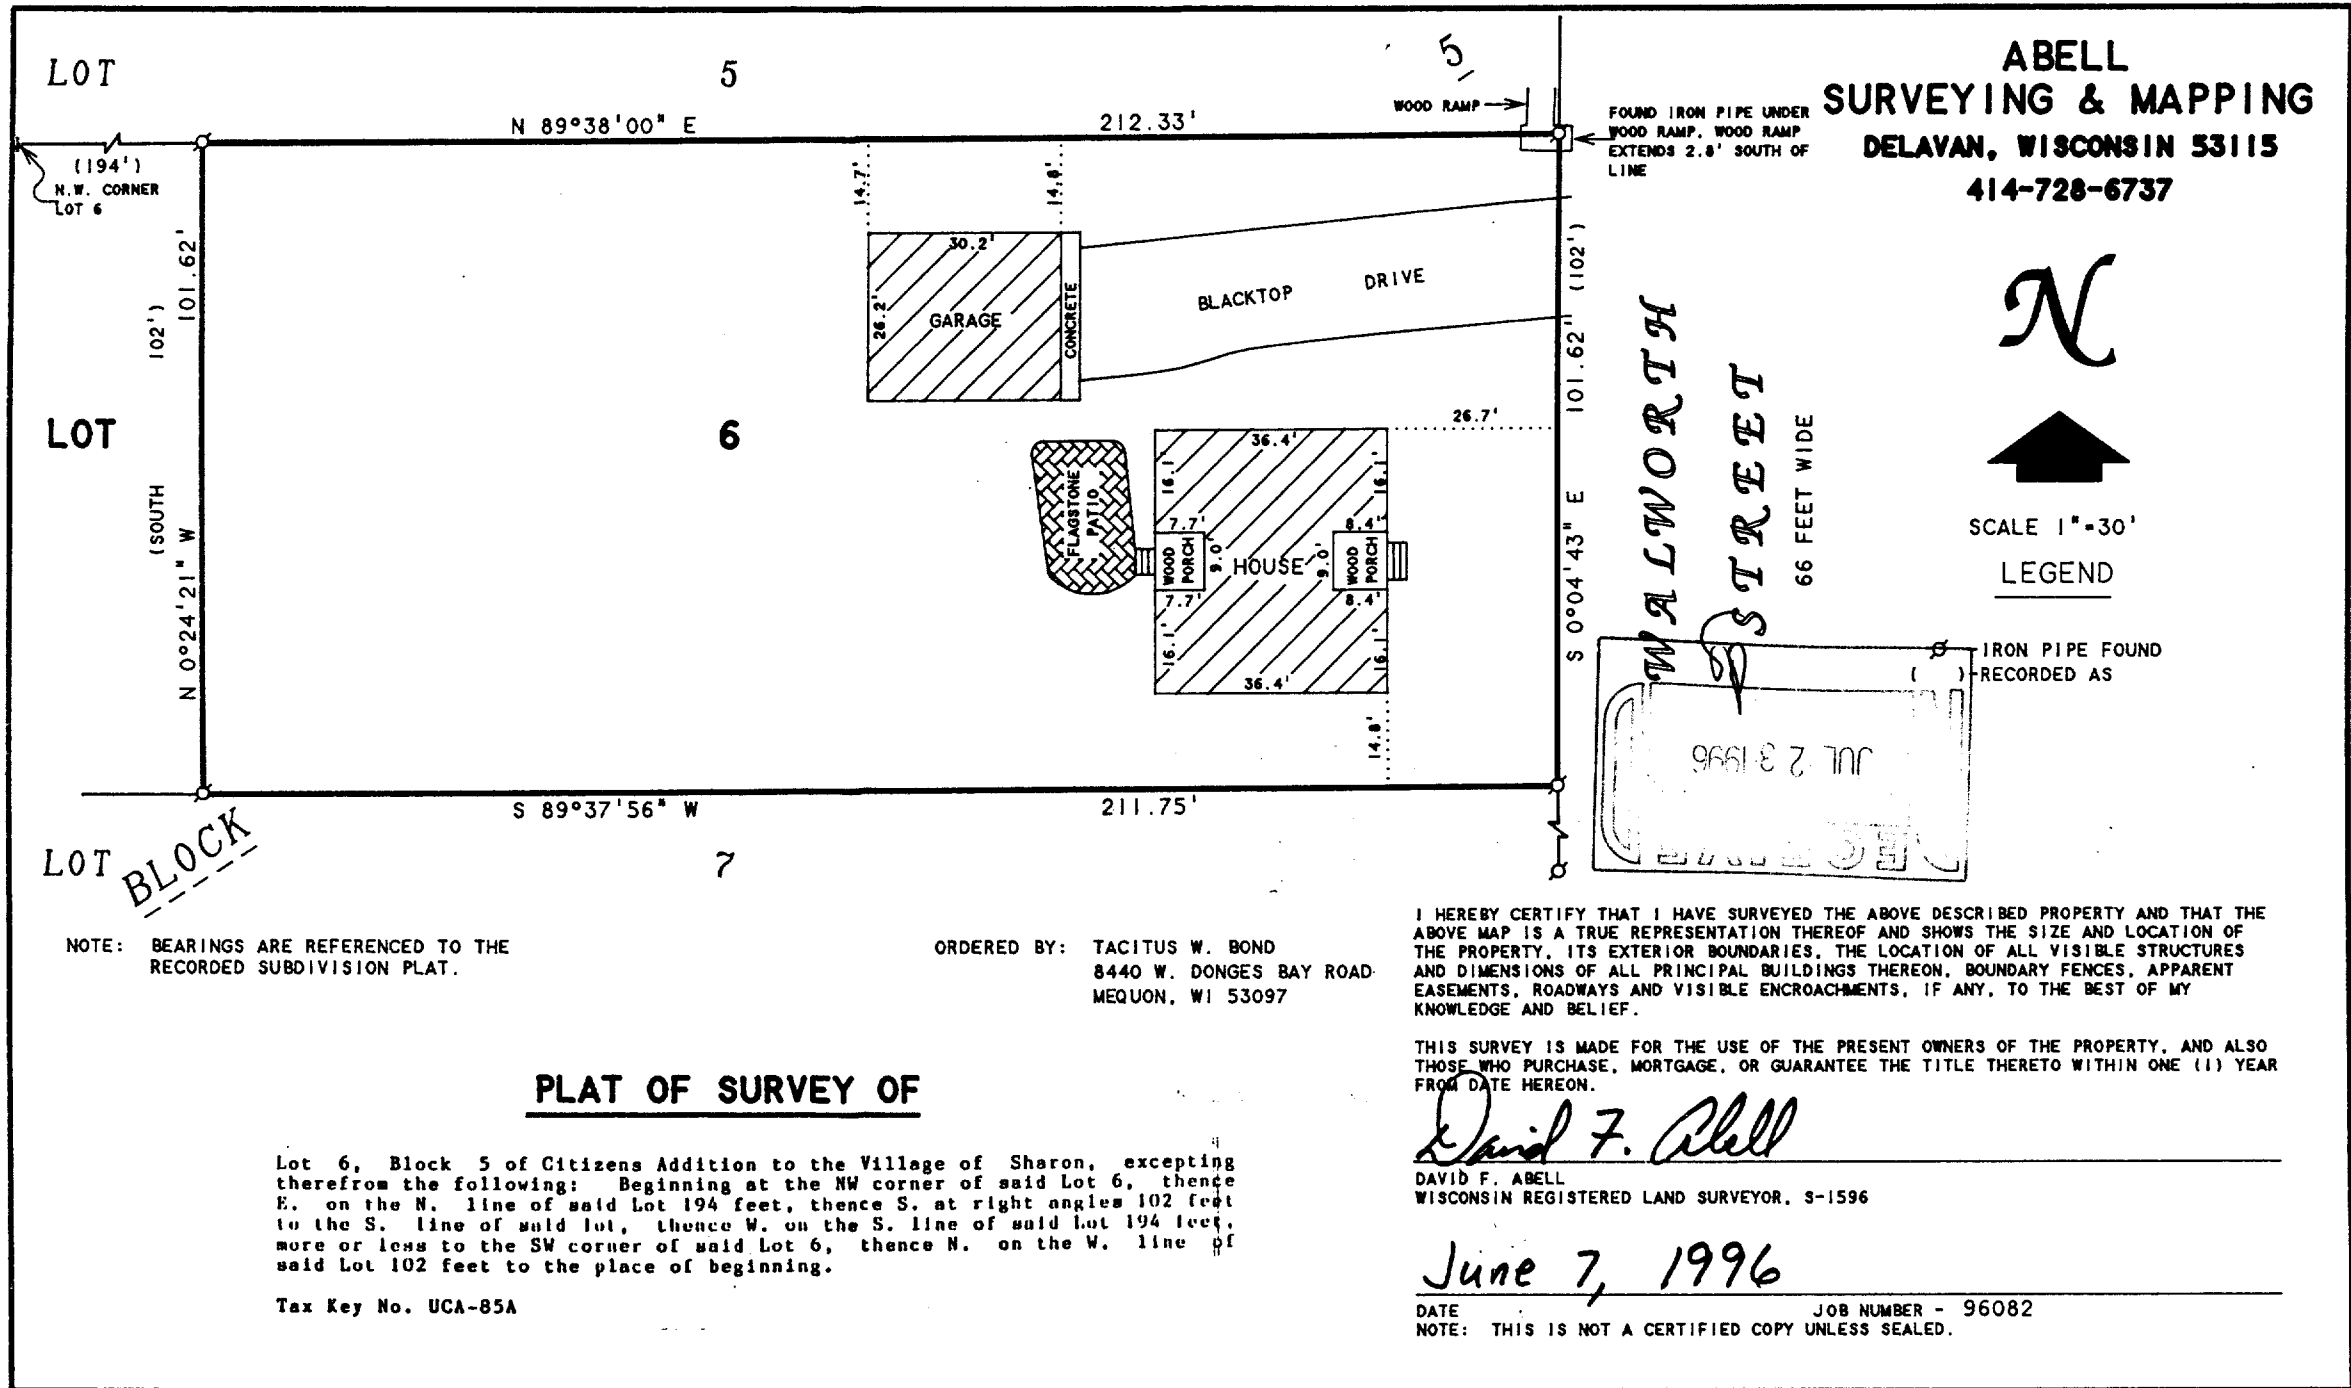 LOT 5 5
WOOD RAMP
FOUND IRON PIPE UNDER
WOOD RAMP. WOOD RAMP
EXTENDS 2.8' SOUTH OF
LINE
ABELL
SURVEYING & MAPPING
DELAVAN, WISCONSIN 53115
414-728-6737
N 89°38'00" E 212.33'
(194')
N.W. CORNER
LOT 6
14.7'
14.8'
101.62'
(SOUTH 102')
N 0°24'21" W
30.2'
26.2'
GARAGE
CONCRETE
BLACKTOP DRIVE
(102')
101.62'
S 0°04'43" E
WALLWORTH
STREET
66 FEET WIDE
N
SCALE 1"=30'
LEGEND
IRON PIPE FOUND
( ) RECORDED AS
LOT 6
26.7'
36.4'
16.1'
16.1'
FLAGSTONE
PATIO
7.7'
8.4'
WOOD
PORCH
9.0'
HOUSE
9.0'
WOOD
PORCH
7.7'
8.4'
16.1'
16.1'
36.4'
14.8'
JUL 23 1996
S 89°37'56" W 211.75'
LOT 7
BLOCK
NOTE: BEARINGS ARE REFERENCED TO THE
RECORDED SUBDIVISION PLAT.
ORDERED BY: TACITUS W. BOND
8440 W. DONGES BAY ROAD
MEQUON, WI 53097
I HEREBY CERTIFY THAT I HAVE SURVEYED THE ABOVE DESCRIBED PROPERTY AND THAT THE
ABOVE MAP IS A TRUE REPRESENTATION THEREOF AND SHOWS THE SIZE AND LOCATION OF
THE PROPERTY, ITS EXTERIOR BOUNDARIES, THE LOCATION OF ALL VISIBLE STRUCTURES
AND DIMENSIONS OF ALL PRINCIPAL BUILDINGS THEREON, BOUNDARY FENCES, APPARENT
EASEMENTS, ROADWAYS AND VISIBLE ENCROACHMENTS, IF ANY, TO THE BEST OF MY
KNOWLEDGE AND BELIEF.
THIS SURVEY IS MADE FOR THE USE OF THE PRESENT OWNERS OF THE PROPERTY, AND ALSO
THOSE WHO PURCHASE, MORTGAGE, OR GUARANTEE THE TITLE THERETO WITHIN ONE (1) YEAR
FROM DATE HEREON.
David F. Abell
DAVID F. ABELL
WISCONSIN REGISTERED LAND SURVEYOR, S-1596
June 7, 1996
DATE JOB NUMBER - 96082
NOTE: THIS IS NOT A CERTIFIED COPY UNLESS SEALED.
PLAT OF SURVEY OF
Lot 6, Block 5 of Citizens Addition to the Village of Sharon, excepting
therefrom the following: Beginning at the NW corner of said Lot 6, thence
E. on the N. line of said Lot 194 feet, thence S. at right angles 102 feet
to the S. line of said lot, thence W. on the S. line of said Lot 194 feet,
more or less to the SW corner of said Lot 6, thence N. on the W. line of
said Lot 102 feet to the place of beginning.
Tax Key No. UCA-85A